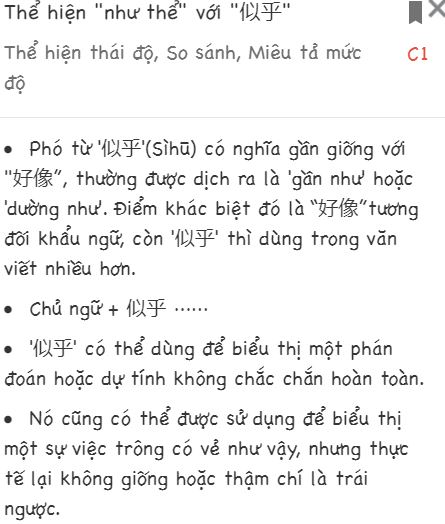 Thể hiện "như thể" với "似乎"
Thể hiện thái độ, So sánh, Miêu tả mức
độ
C1
• Phó từ '似乎'(Sìhū) có nghĩa gần giống với
"好像”, thường được dịch ra là 'gần như' hoặc
'dường như'. Điểm khác biệt đó là “好像”tương
đối khẩu ngữ, còn '似乎' thì dùng trong văn
viết nhiều hơn.
• Chủ ngữ + 似乎 ……
• '似乎' có thể dùng để biểu thị một phán
đoán hoặc dự tính không chắc chắn hoàn toàn.
• Nó cũng có thể được sử dụng để biểu thị
một sự việc trông có vẻ như vậy, nhưng thực
tế lại không giống hoặc thậm chí là trái
ngược.